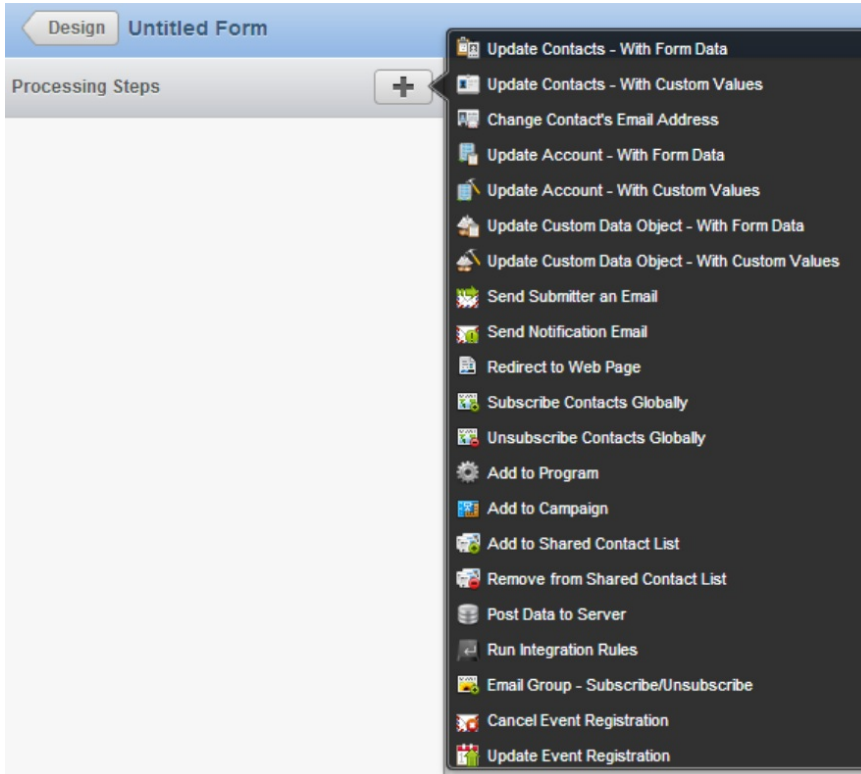 Design Untitled Form
Processing Steps
Update Contacts - With Form Data
Update Contacts - With Custom Values
Change Contact's Email Address
Update Account - With Form Data
Update Account - With Custom Values
Update Custom Data Object - With Form Data
Update Custom Data Object - With Custom Values
Send Submitter an Email
Send Notification Email
Redirect to Web Page
Subscribe Contacts Globally
Unsubscribe Contacts Globally
Add to Program
Add to Campaign
Add to Shared Contact List
Remove from Shared Contact List
Post Data to Server
Run Integration Rules
Email Group - Subscribe/Unsubscribe
Cancel Event Registration
Update Event Registration